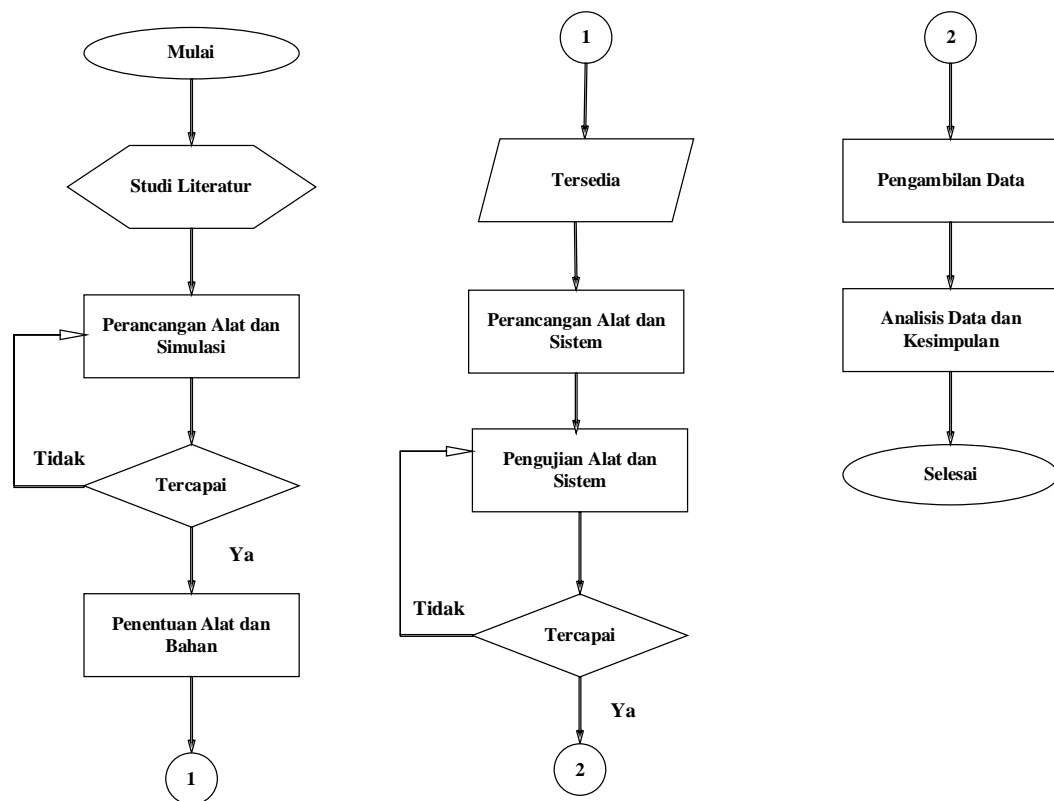 Mulai
Studi Literatur
Perancangan Alat dan
Simulasi
Tidak
Tercapai
Ya
Penentuan Alat dan
Bahan
1
1
Tersedia
Perancangan Alat dan
Sistem
Pengujian Alat dan
Sistem
Tidak
Tercapai
Ya
2
2
Pengambilan Data
Analisis Data dan
Kesimpulan
Selesai